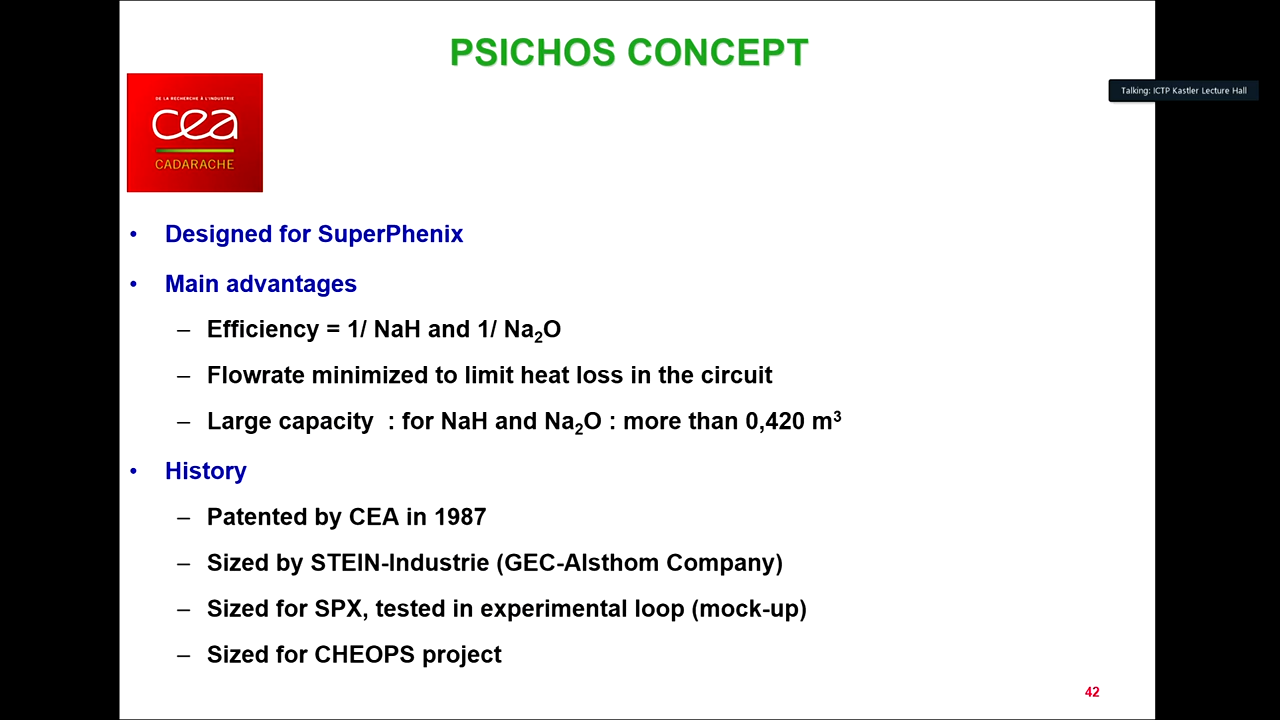 PSICHOS CONCEPT
Talking: ICTP Kastler Lecture Hall
DE LA RECHERCHE À L'INDUSTRIE
cea
CADARACHE
• Designed for SuperPhenix
• Main advantages
– Efficiency = 1/ NaH and 1/ Na₂O
– Flowrate minimized to limit heat loss in the circuit
– Large capacity : for NaH and Na₂O : more than 0,420 m³
• History
– Patented by CEA in 1987
– Sized by STEIN-Industrie (GEC-Alsthom Company)
– Sized for SPX, tested in experimental loop (mock-up)
– Sized for CHEOPS project
42